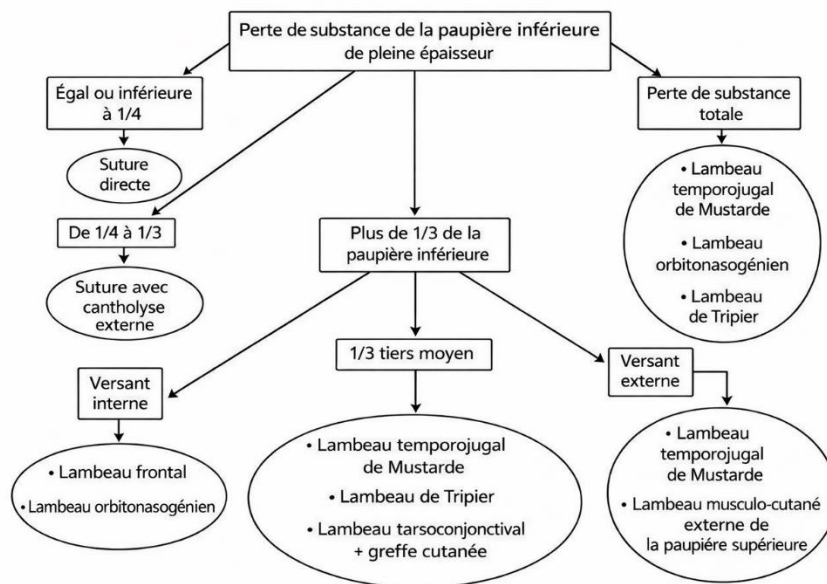 Perte de substance de la paupière inférieure
de pleine épaisseur
Égal ou inférieure
à 1/4
Suture
directe
De 1/4 à 1/3
Suture avec
cantholyse
externe
Plus de 1/3 de la
paupière inférieure
Versant
interne
• Lambeau frontal
• Lambeau orbitonasogénien
1/3 tiers moyen
• Lambeau temporojugal
de Mustarde
• Lambeau de Tripier
• Lambeau tarsoconjonctival
+ greffe cutanée
Versant
externe
• Lambeau
temporojugal
de Mustarde
• Lambeau musculo-cutané
externe de
la paupiére supérieure
Perte de substance
totale
• Lambeau
temporojugal
de Mustarde
• Lambeau
orbitonasogénien
• Lambeau
de Tripier